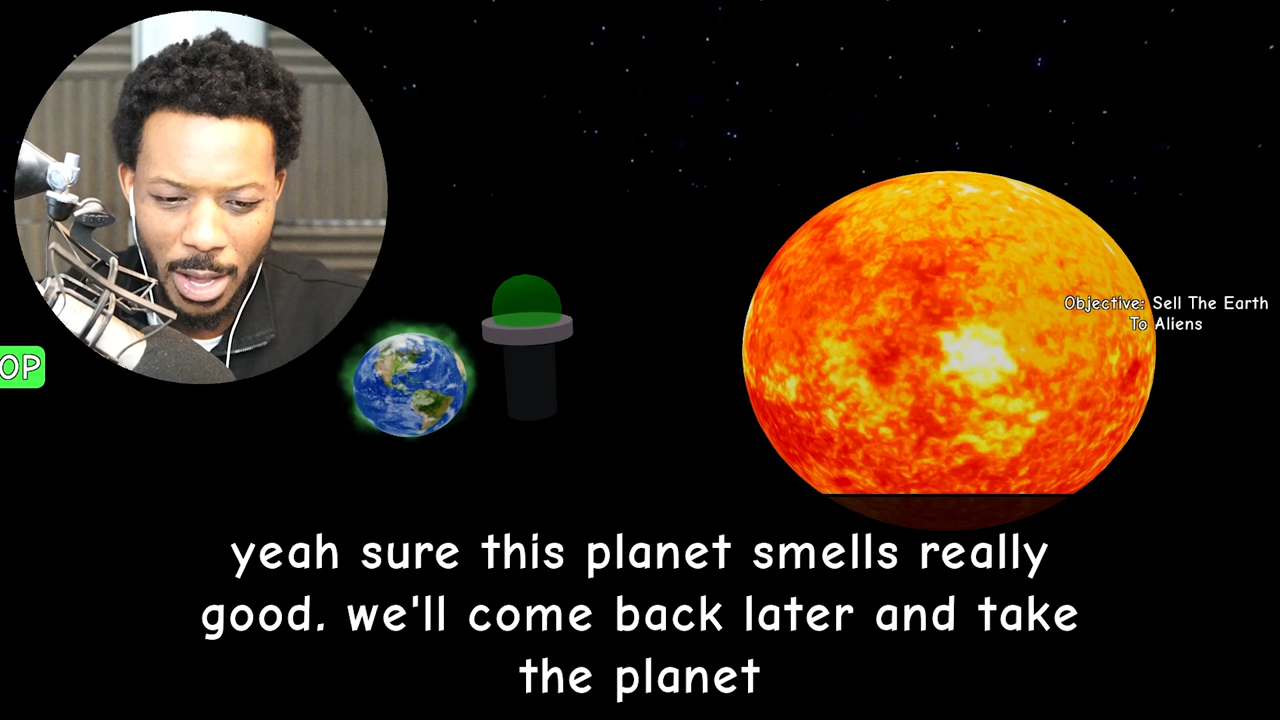 Objective: Sell The Earth
To Aliens
OP
yeah sure this planet smells really
good. we'll come back later and take
the planet